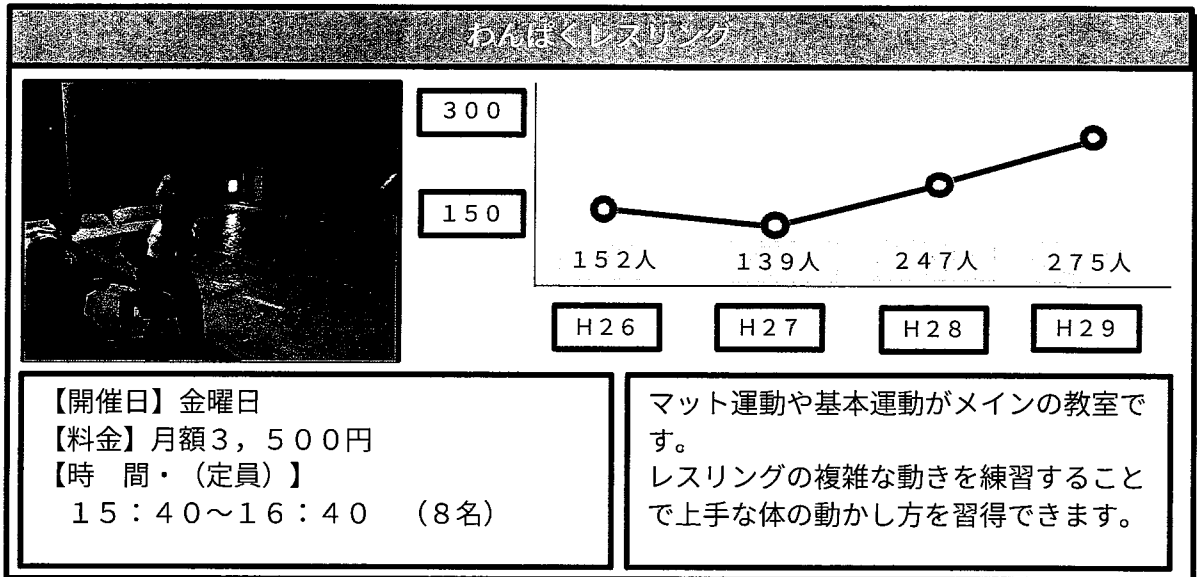 わんぱくレスリング
300
150
152人
139人
247人
275人
H26
H27
H28
H29
【開催日】金曜日
【料金】月額3，500円
【時　間・（定員）】
15：40～16：40　（8名）
マット運動や基本運動がメインの教室で
す。
レスリングの複雑な動きを練習すること
で上手な体の動かし方を習得できます。